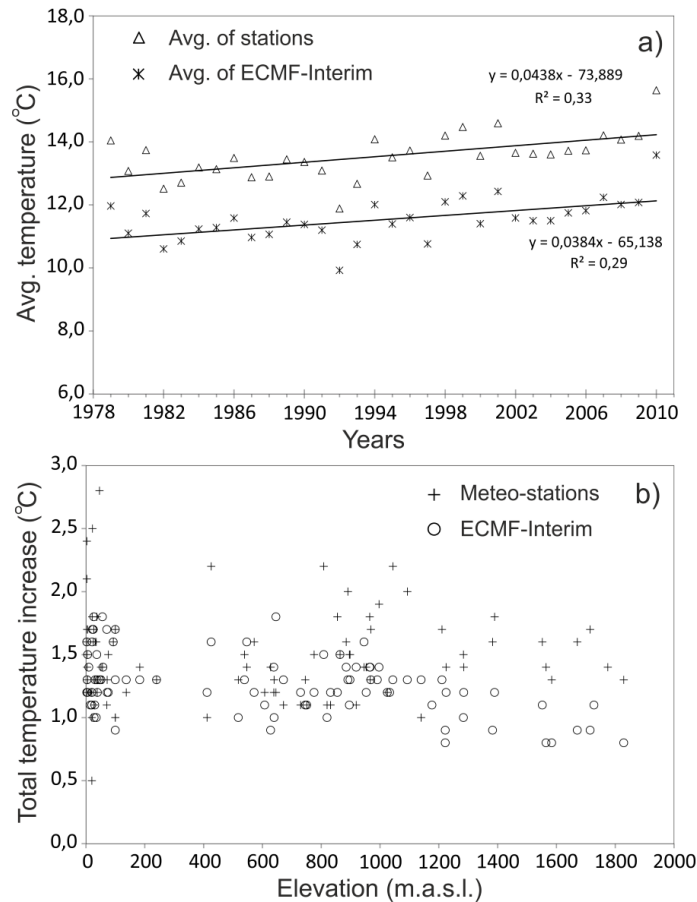 18,0
16,0
14,0
12,0
10,0
8,0
6,0
Avg. temperature (°C)
Avg. of stations
Avg. of ECMF-Interim
a)
y = 0,0438x - 73,889
R² = 0,33
y = 0,0384x - 65,138
R² = 0,29
1978 1982 1986 1990 1994 1998 2002 2006 2010
Years
3,0
2,5
2,0
1,5
1,0
0,5
0,0
Total temperature increase (°C)
Meteo-stations
ECMF-Interim
b)
0 200 400 600 800 1000 1200 1400 1600 1800 2000
Elevation (m.a.s.l.)